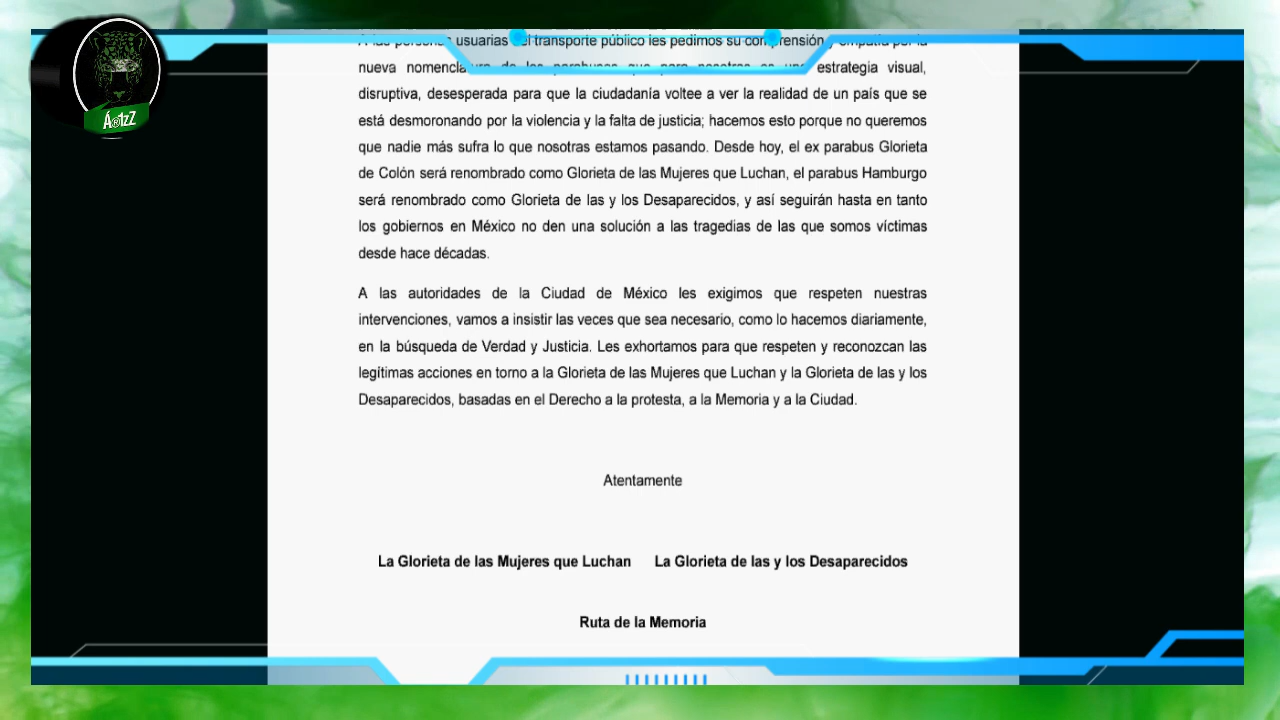 Á®1zZ
A las personas usuarias del transporte público les pedimos su comprensión y empatía por la
nueva nomenclatura de los parabuses que para nosotras es una estrategia visual,
disruptiva, desesperada para que la ciudadanía voltee a ver la realidad de un país que se
está desmoronando por la violencia y la falta de justicia; hacemos esto porque no queremos
que nadie más sufra lo que nosotras estamos pasando. Desde hoy, el ex parabus Glorieta
de Colón será renombrado como Glorieta de las Mujeres que Luchan, el parabus Hamburgo
será renombrado como Glorieta de las y los Desaparecidos, y así seguirán hasta en tanto
los gobiernos en México no den una solución a las tragedias de las que somos víctimas
desde hace décadas.
A las autoridades de la Ciudad de México les exigimos que respeten nuestras
intervenciones, vamos a insistir las veces que sea necesario, como lo hacemos diariamente,
en la búsqueda de Verdad y Justicia. Les exhortamos para que respeten y reconozcan las
legítimas acciones en torno a la Glorieta de las Mujeres que Luchan y la Glorieta de las y los
Desaparecidos, basadas en el Derecho a la protesta, a la Memoria y a la Ciudad.
Atentamente
La Glorieta de las Mujeres que Luchan La Glorieta de las y los Desaparecidos
Ruta de la Memoria